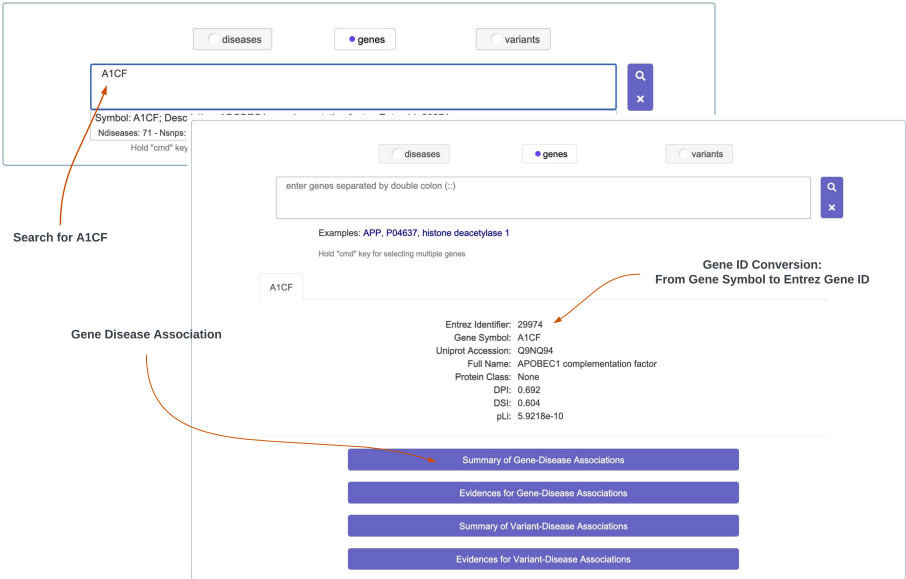 diseases
genes
variants
A1CF
Symbol: A1CF; Desc
Ndiseases: 71 - Nsnps:
Hold "cmd" key
Search for A1CF
diseases
genes
variants
enter genes separated by double colon (::)
Examples: APP, P04637, histone deacetylase 1
Hold "cmd" key for selecting multiple genes
A1CF
Gene ID Conversion:
From Gene Symbol to Entrez Gene ID
Entrez Identifier: 29974
Gene Symbol: A1CF
Uniprot Accession: Q9NQ94
Full Name: APOBEC1 complementation factor
Protein Class: None
DPI: 0.692
DSI: 0.604
pLi: 5.9218e-10
Gene Disease Association
Summary of Gene-Disease Associations
Evidences for Gene-Disease Associations
Summary of Variant-Disease Associations
Evidences for Variant-Disease Associations